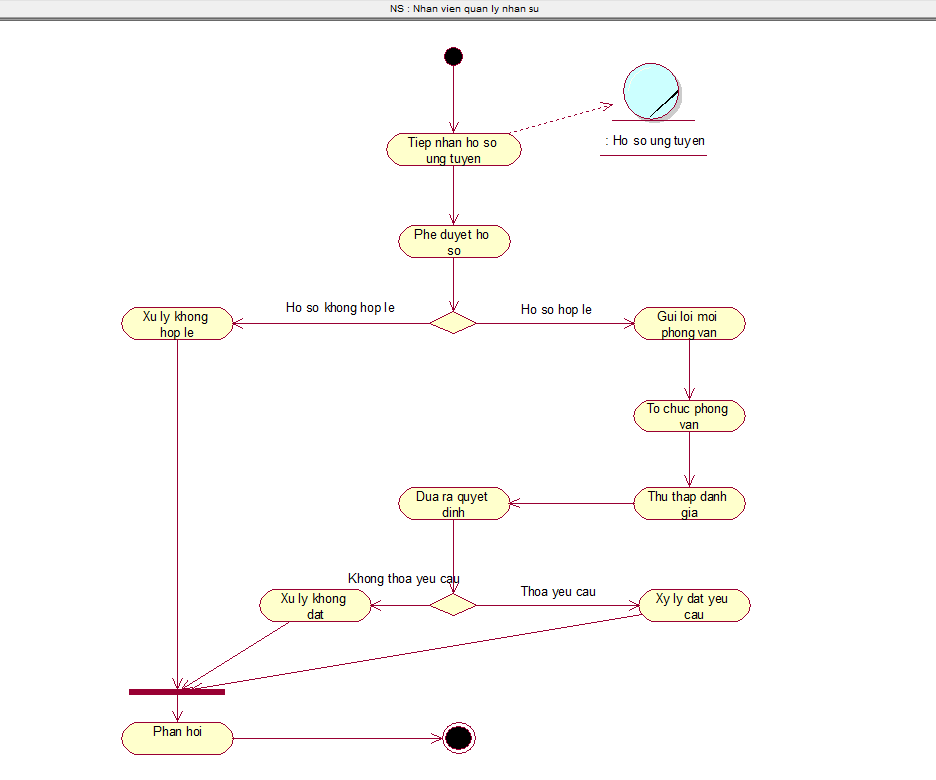 NS : Nhan vien quan ly nhan su
Tiep nhan ho so
ung tuyen
: Ho so ung tuyen
Phe duyet ho
so
Ho so khong hop le
Ho so hop le
Xu ly khong
hop le
Gui loi moi
phong van
To chuc phong
van
Dua ra quyet
dinh
Thu thap danh
gia
Khong thoa yeu cau
Thoa yeu cau
Xu ly khong
dat
Xy ly dat yeu
cau
Phan hoi